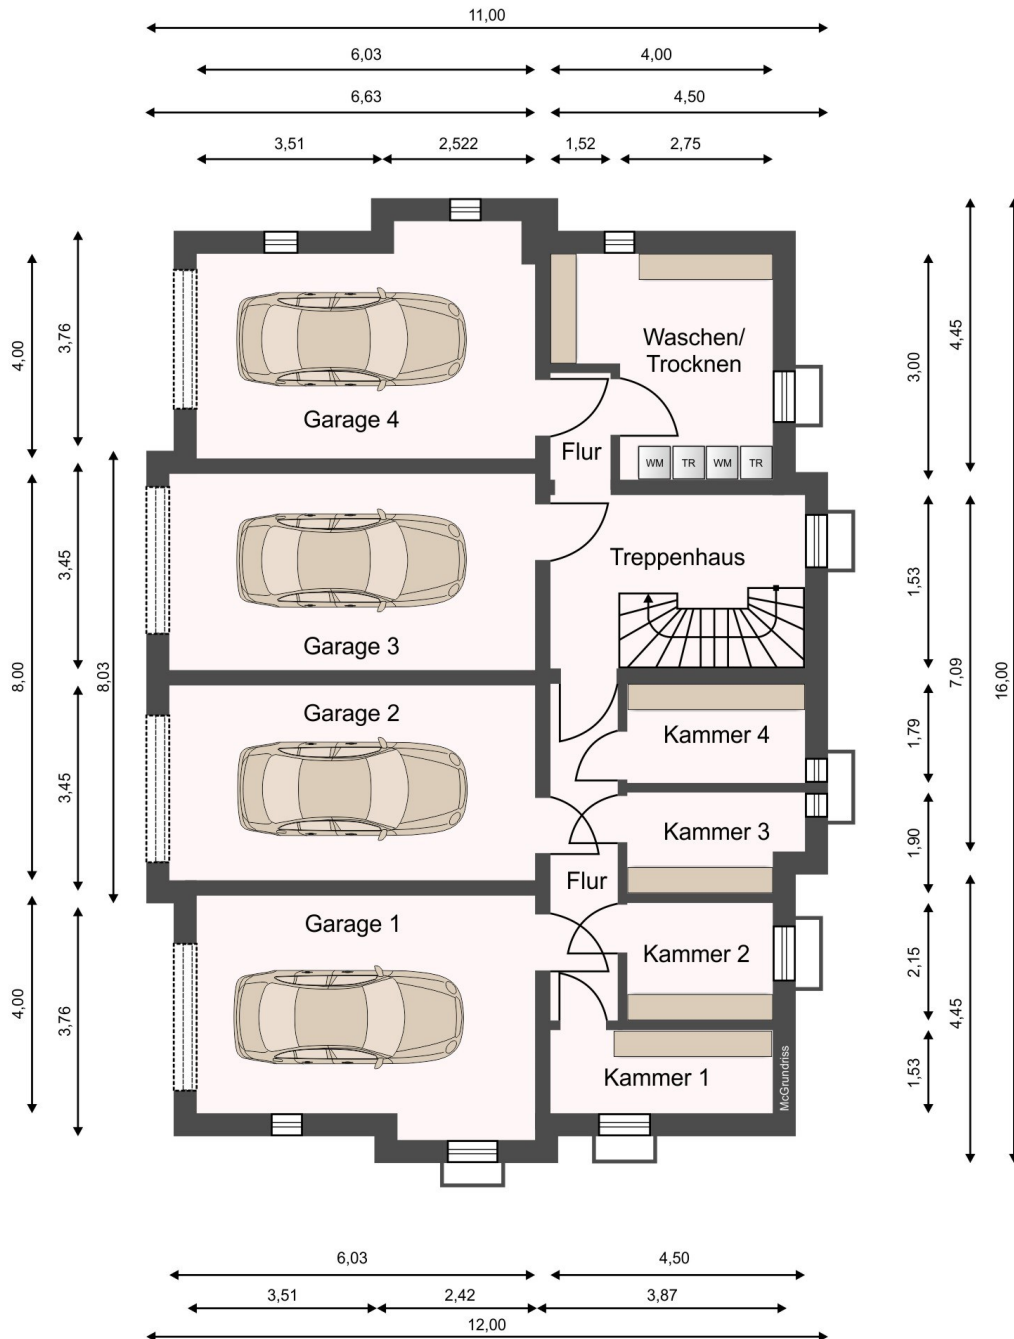 11,00
6,03
4,00
6,63
4,50
3,51
2,522
1,52
2,75
4,00
3,76
Garage 4
Waschen/
Trocknen
Flur
WM
TR
WM
TR
3,00
4,45
3,45
Garage 3
Treppenhaus
1,53
8,00
8,03
7,09
16,00
3,45
Garage 2
Kammer 4
1,79
Kammer 3
1,90
Flur
4,00
3,76
Garage 1
Kammer 2
2,15
4,45
Kammer 1
McGrundriss
1,53
6,03
4,50
3,51
2,42
3,87
12,00